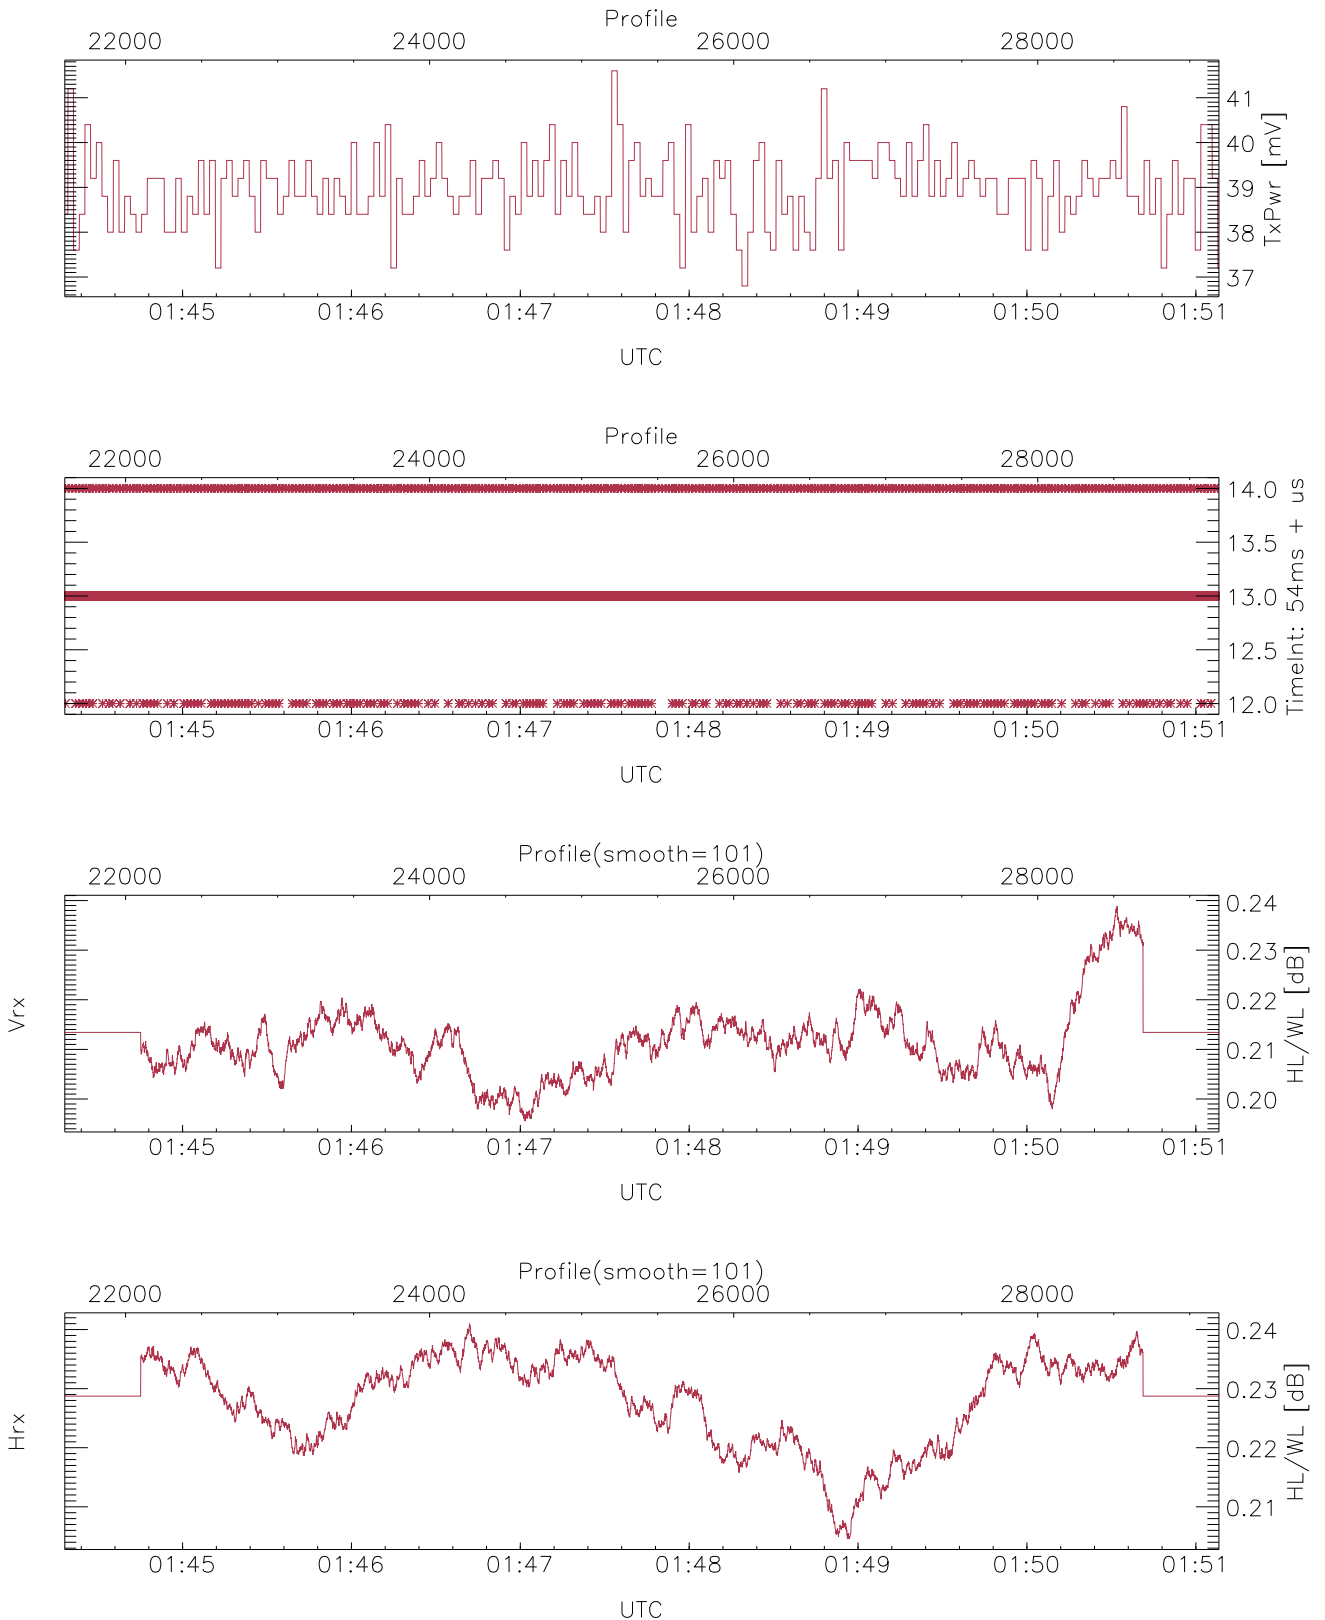 Profile
22000 24000 26000 28000
41
40
39
38
37
TxPwr [mV]
01:45 01:46 01:47 01:48 01:49 01:50 01:51
UTC
Profile
22000 24000 26000 28000
14.0
13.5
13.0
12.5
12.0
TimeInt: 54ms + us
01:45 01:46 01:47 01:48 01:49 01:50 01:51
UTC
Profile(smooth=101)
22000 24000 26000 28000
Vrx
0.24
0.23
0.22
0.21
0.20
HL/WL [dB]
01:45 01:46 01:47 01:48 01:49 01:50 01:51
UTC
Profile(smooth=101)
22000 24000 26000 28000
Hrx
0.24
0.23
0.22
0.21
HL/WL [dB]
01:45 01:46 01:47 01:48 01:49 01:50 01:51
UTC